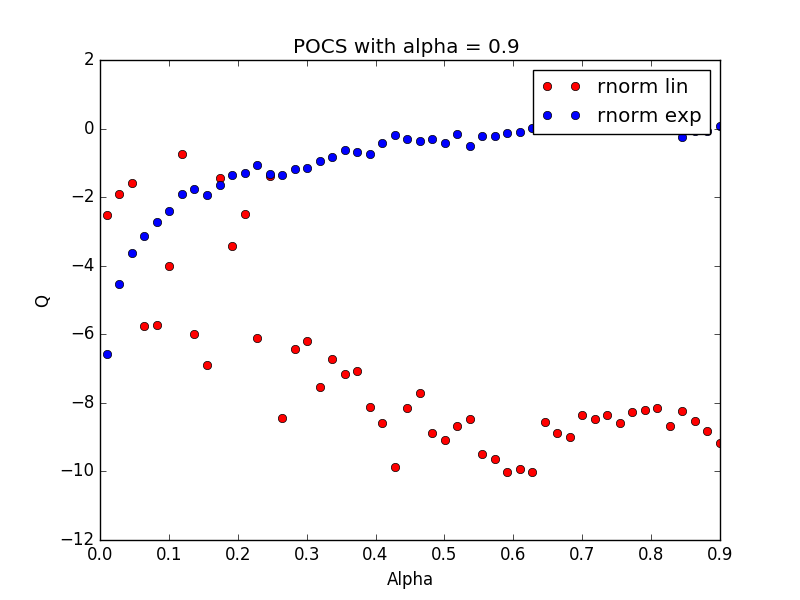 POCS with alpha = 0.9
rnorm lin
rnorm exp
2
0
−2
−4
−6
−8
−10
−12
Q
0.0 0.1 0.2 0.3 0.4 0.5 0.6 0.7 0.8 0.9
Alpha